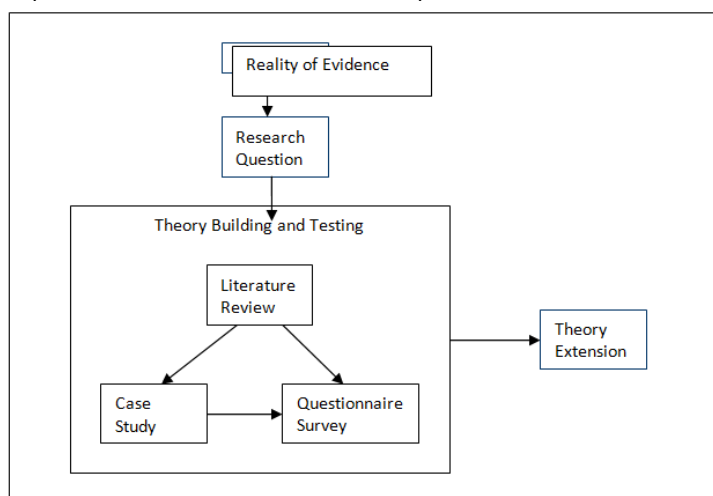 Reality of Evidence
Research
Question
Theory Building and Testing
Literature
Review
Theory
Extension
Case
Study
Questionnaire
Survey